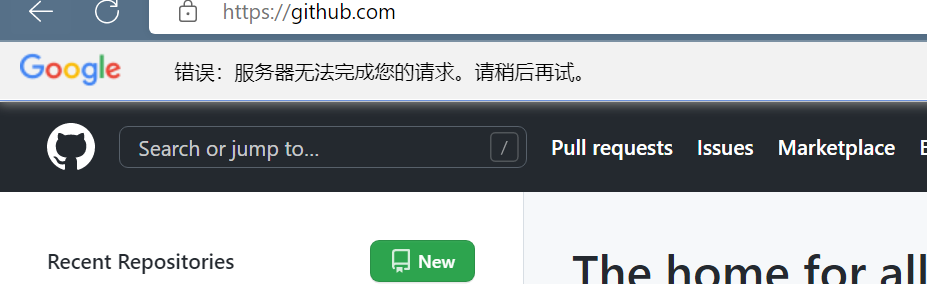 https://github.com
Google 错误：服务器无法完成您的请求。请稍后再试。
Search or jump to... / Pull requests Issues Marketplace
Recent Repositories New
The home for all